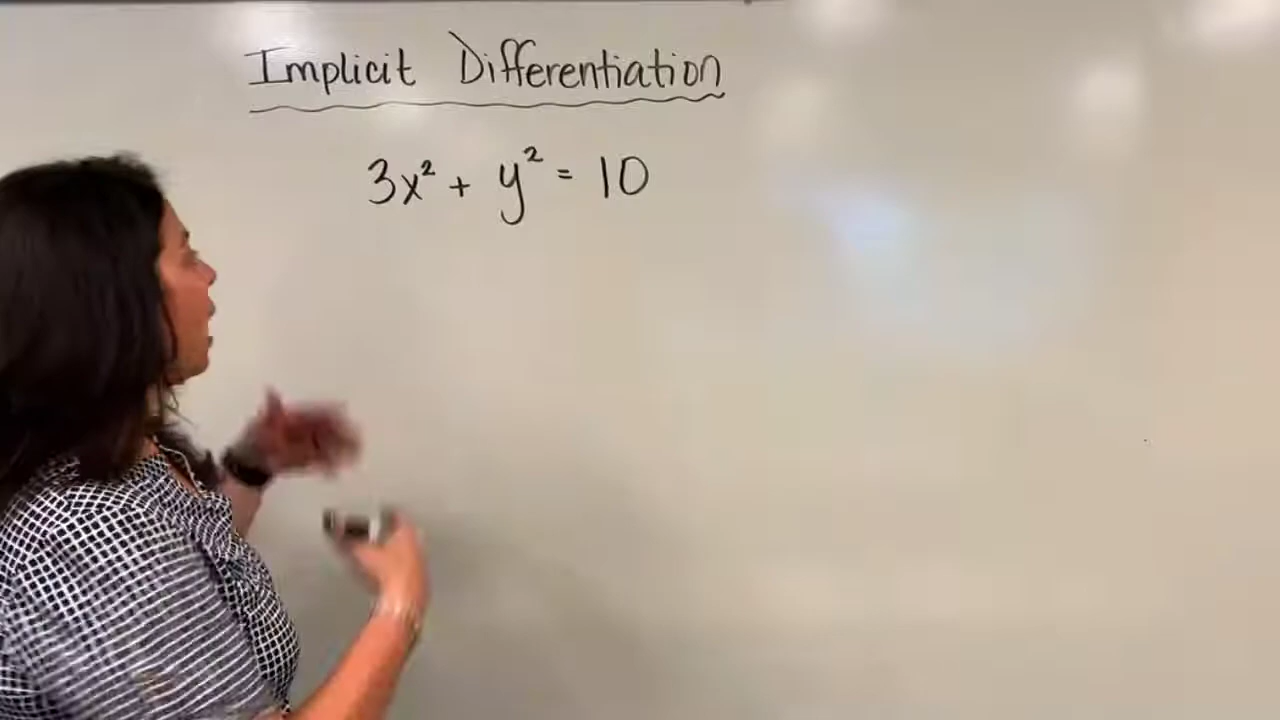 Implicit Differentiation
3x² + y² = 10